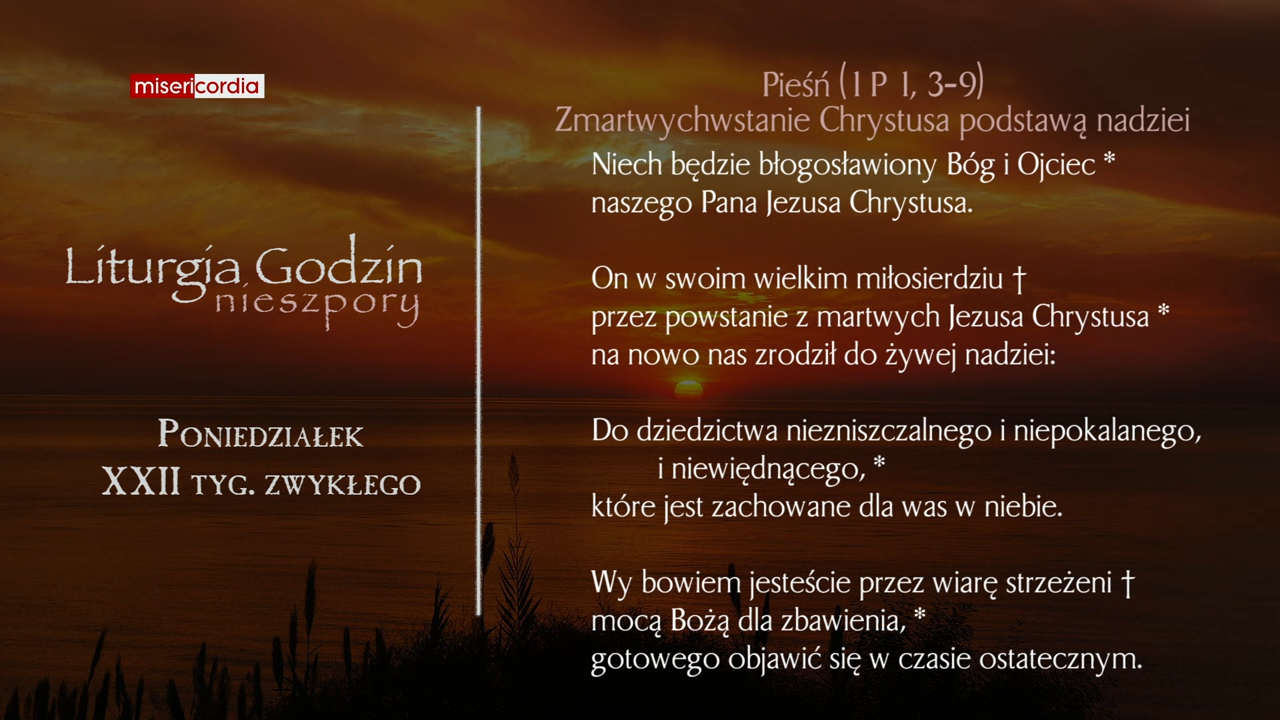 misericordia
Liturgia Godzin
nieszpory
Poniedziałek
XXII tyg. zwykłego
Pieśń (1 P 1, 3-9)
Zmartwychwstanie Chrystusa podstawą nadziei
Niech będzie błogosławiony Bóg i Ojciec *
naszego Pana Jezusa Chrystusa.
On w swoim wielkim miłosierdziu †
przez powstanie z martwych Jezusa Chrystusa *
na nowo nas zrodził do żywej nadziei:
Do dziedzictwa niezniszczalnego i niepokalanego,
i niewiędnącego, *
które jest zachowane dla was w niebie.
Wy bowiem jesteście przez wiarę strzeżeni †
mocą Bożą dla zbawienia, *
gotowego objawić się w czasie ostatecznym.